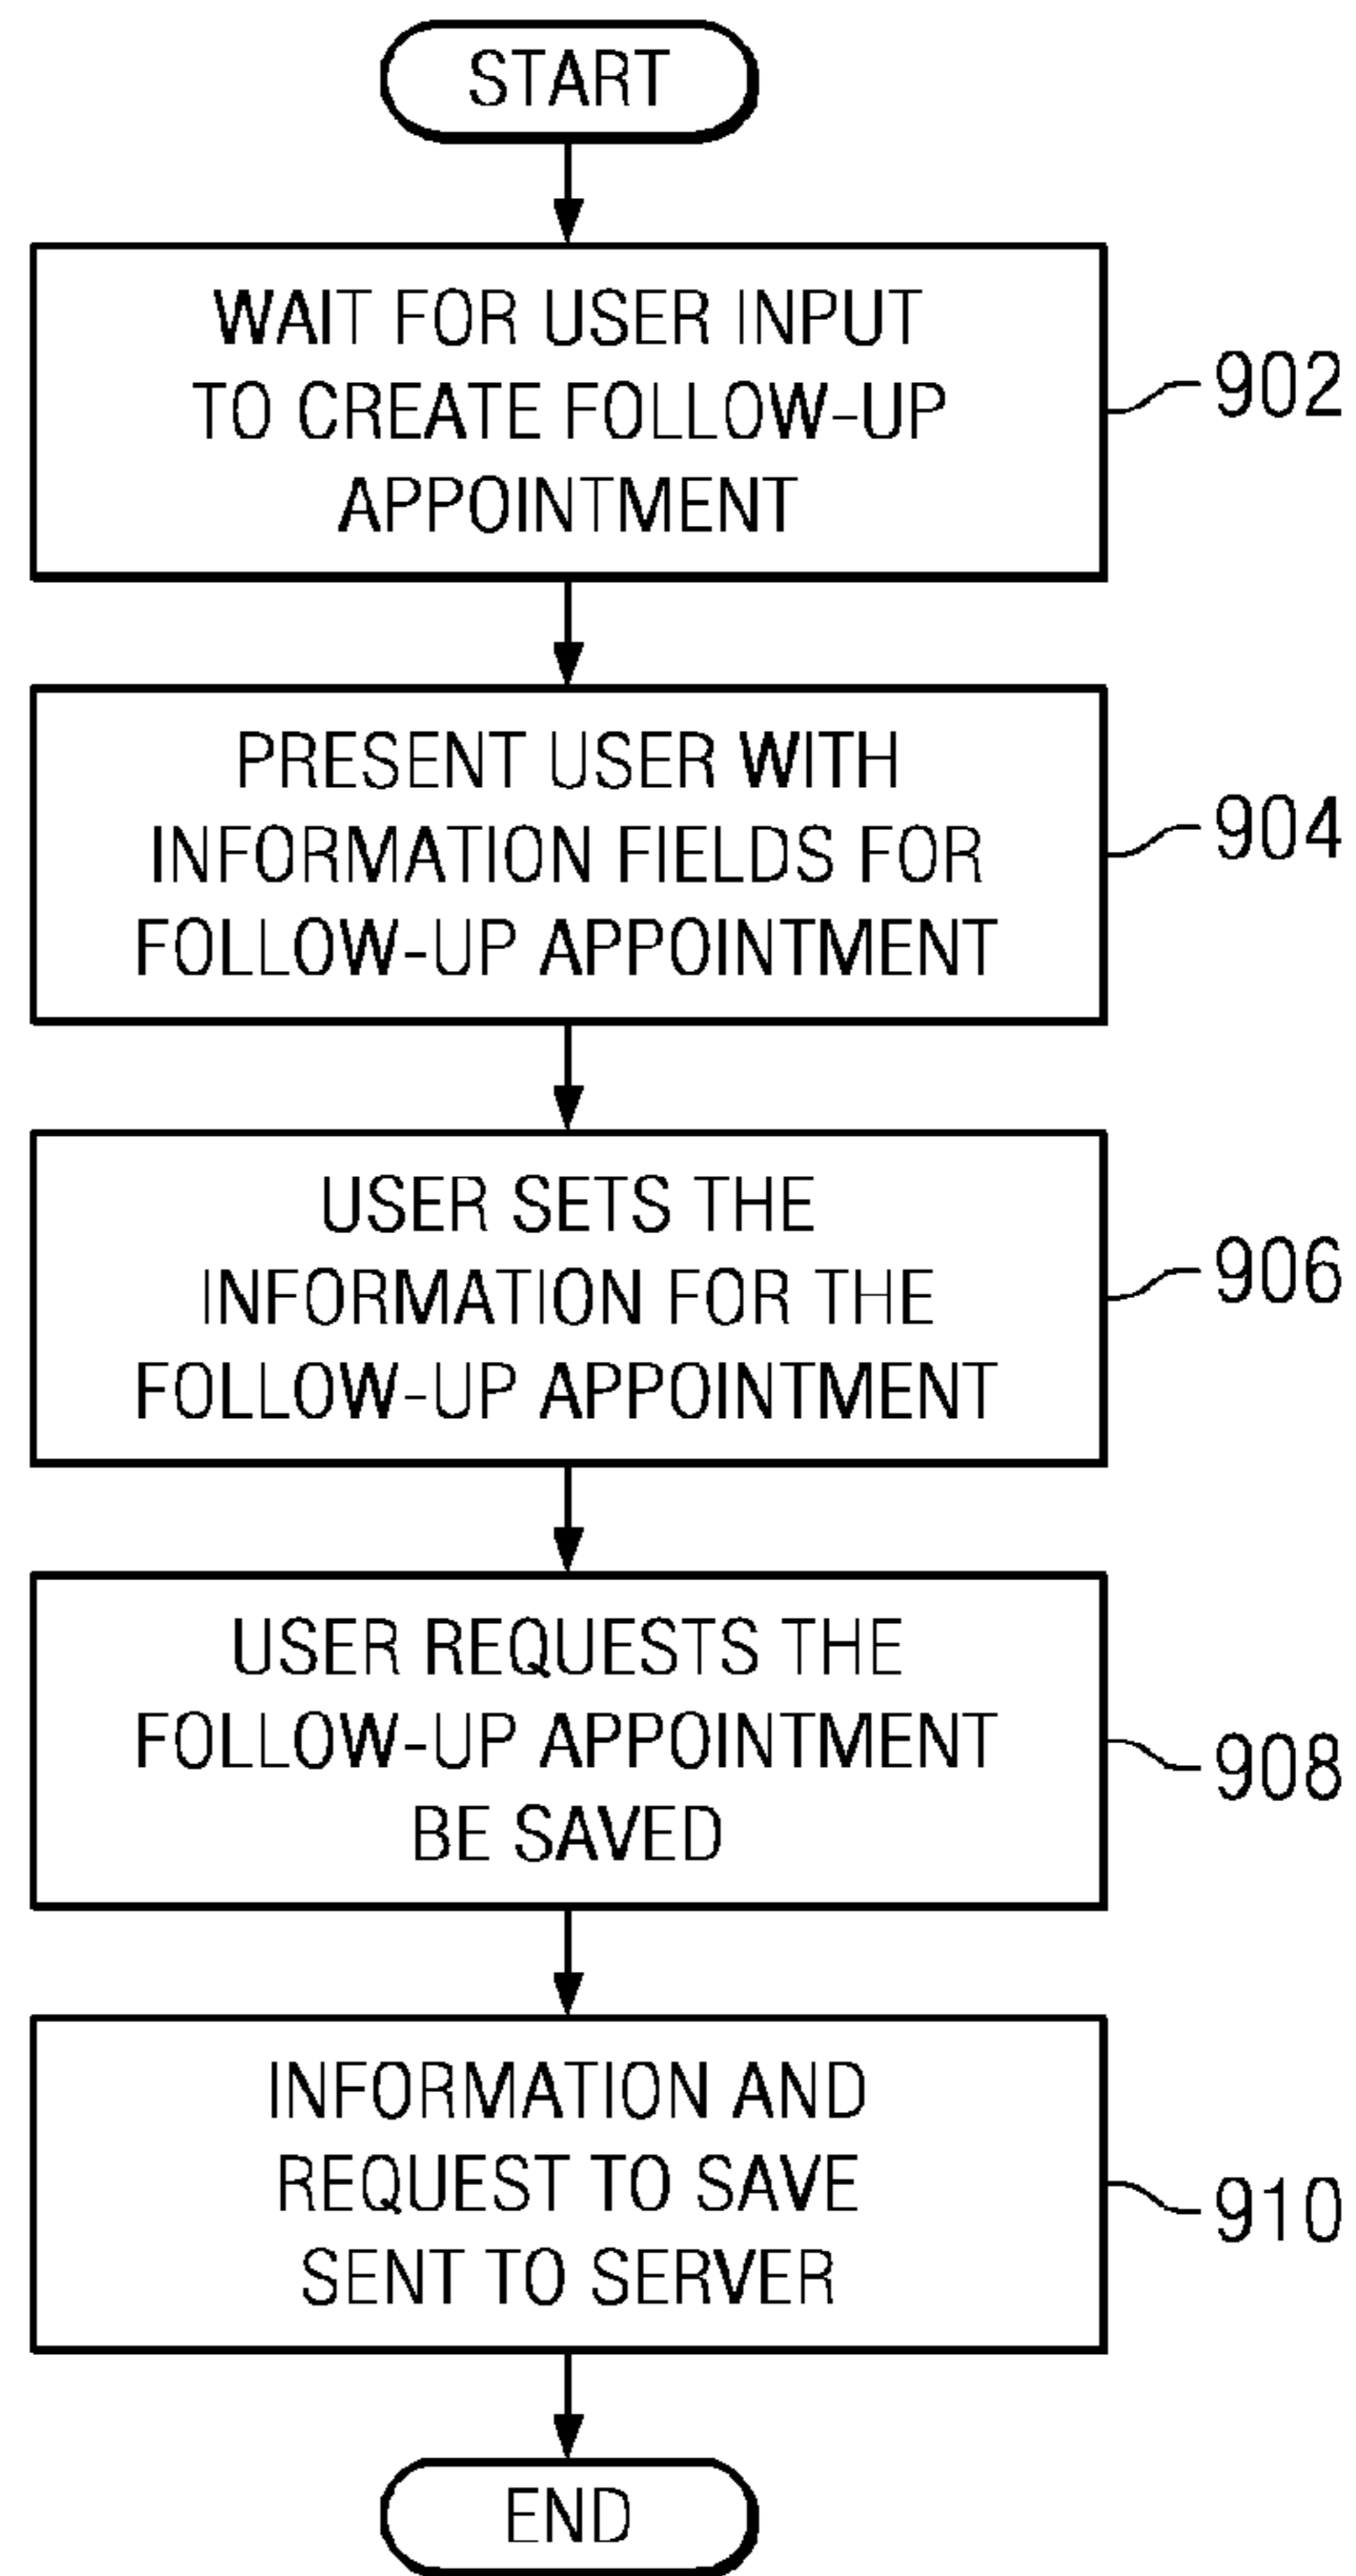 START
WAIT FOR USER INPUT
TO CREATE FOLLOW-UP
APPOINTMENT
902
PRESENT USER WITH
INFORMATION FIELDS FOR
FOLLOW-UP APPOINTMENT
904
USER SETS THE
INFORMATION FOR THE
FOLLOW-UP APPOINTMENT
906
USER REQUESTS THE
FOLLOW-UP APPOINTMENT
BE SAVED
908
INFORMATION AND
REQUEST TO SAVE
SENT TO SERVER
910
END